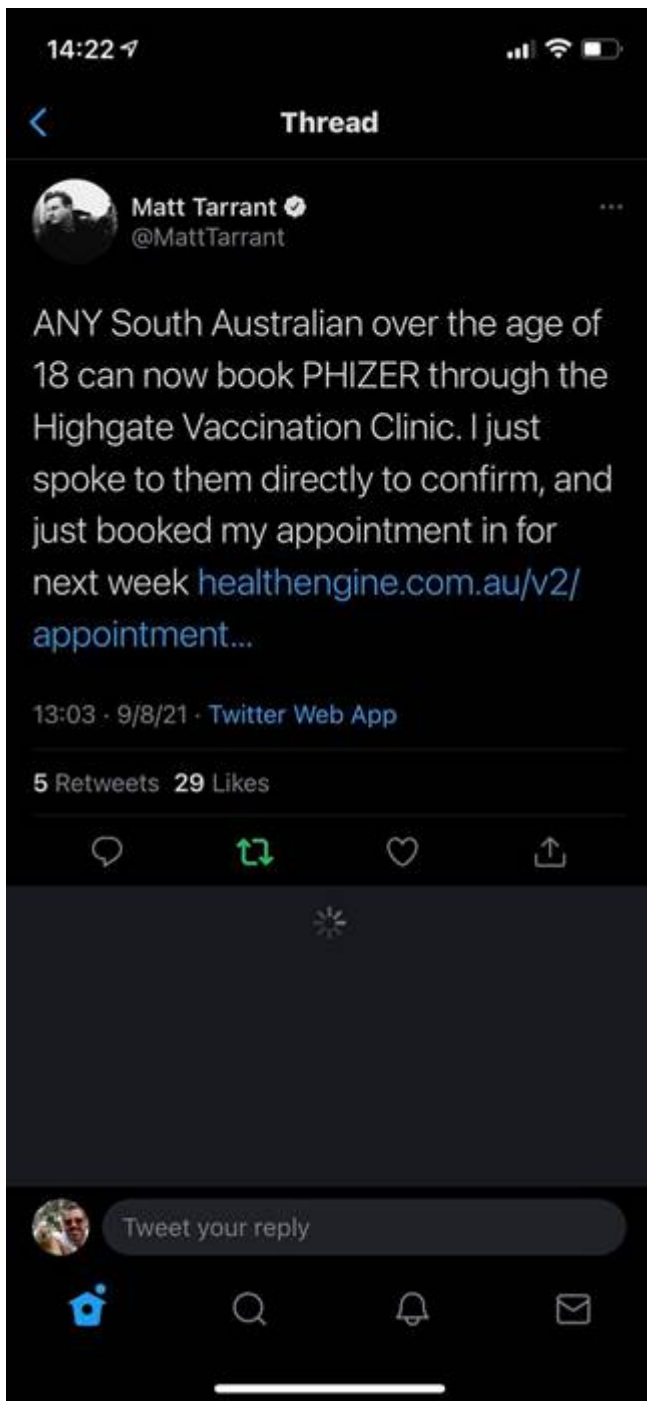 14:22
Thread
Matt Tarrant
@MattTarrant
ANY South Australian over the age of
18 can now book PHIZER through the
Highgate Vaccination Clinic. I just
spoke to them directly to confirm, and
just booked my appointment in for
next week healthengine.com.au/v2/
appointment...
13:03 · 9/8/21 · Twitter Web App
5 Retweets 29 Likes
Tweet your reply